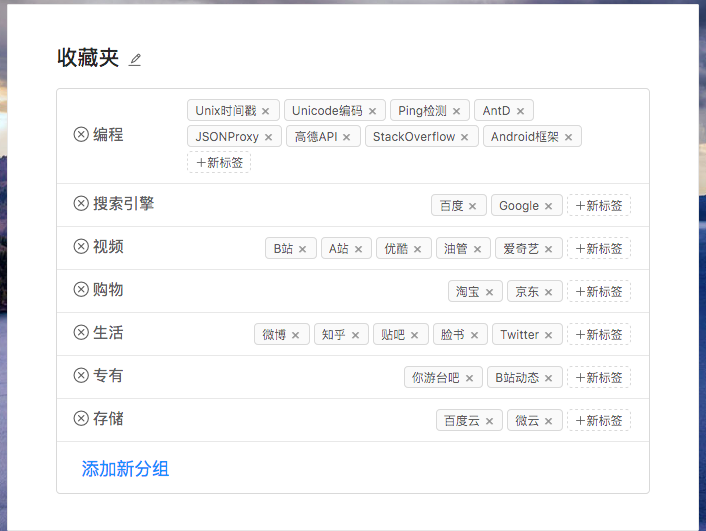 收藏夹
编程
Unix时间戳 × Unicode编码 × Ping检测 × AntD ×
JSONProxy × 高德API × StackOverflow × Android框架 ×
+新标签
搜索引擎 百度 × Google × +新标签
视频 B站 × A站 × 优酷 × 油管 × 爱奇艺 × +新标签
购物 淘宝 × 京东 × +新标签
生活 微博 × 知乎 × 贴吧 × 脸书 × Twitter × +新标签
专有 你游台吧 × B站动态 × +新标签
存储 百度云 × 微云 × +新标签
添加新分组